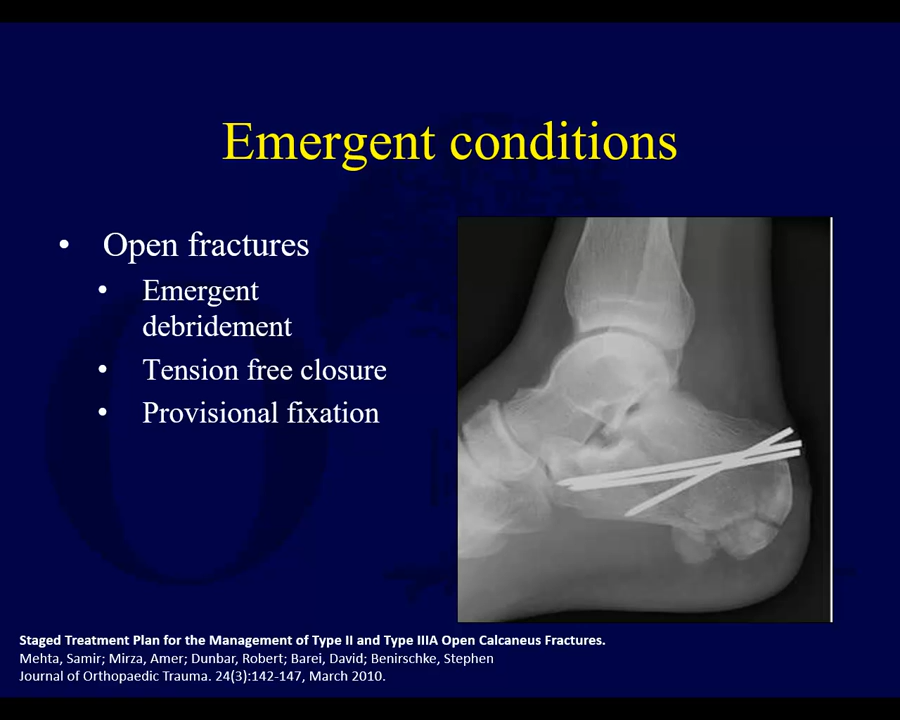 Emergent conditions
• Open fractures
• Emergent
debridement
• Tension free closure
• Provisional fixation
Staged Treatment Plan for the Management of Type II and Type IIIA Open Calcaneus Fractures.
Mehta, Samir; Mirza, Amer; Dunbar, Robert; Barei, David; Benirschke, Stephen
Journal of Orthopaedic Trauma. 24(3):142-147, March 2010.